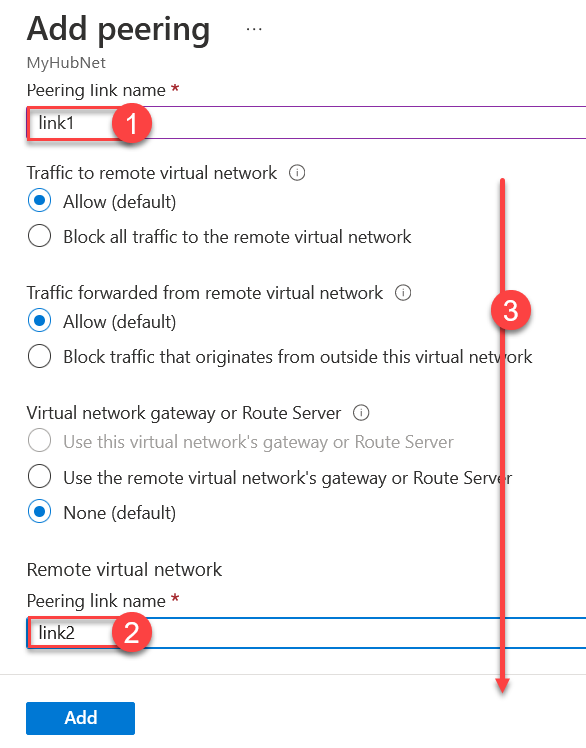 Add peering ...
MyHubNet
Peering link name *
link1
1
Traffic to remote virtual network
Allow (default)
Block all traffic to the remote virtual network
Traffic forwarded from remote virtual network
Allow (default)
3
Block traffic that originates from outside this virtual network
Virtual network gateway or Route Server
Use this virtual network's gateway or Route Server
Use the remote virtual network's gateway or Route Server
None (default)
Remote virtual network
Peering link name *
link2
2
Add